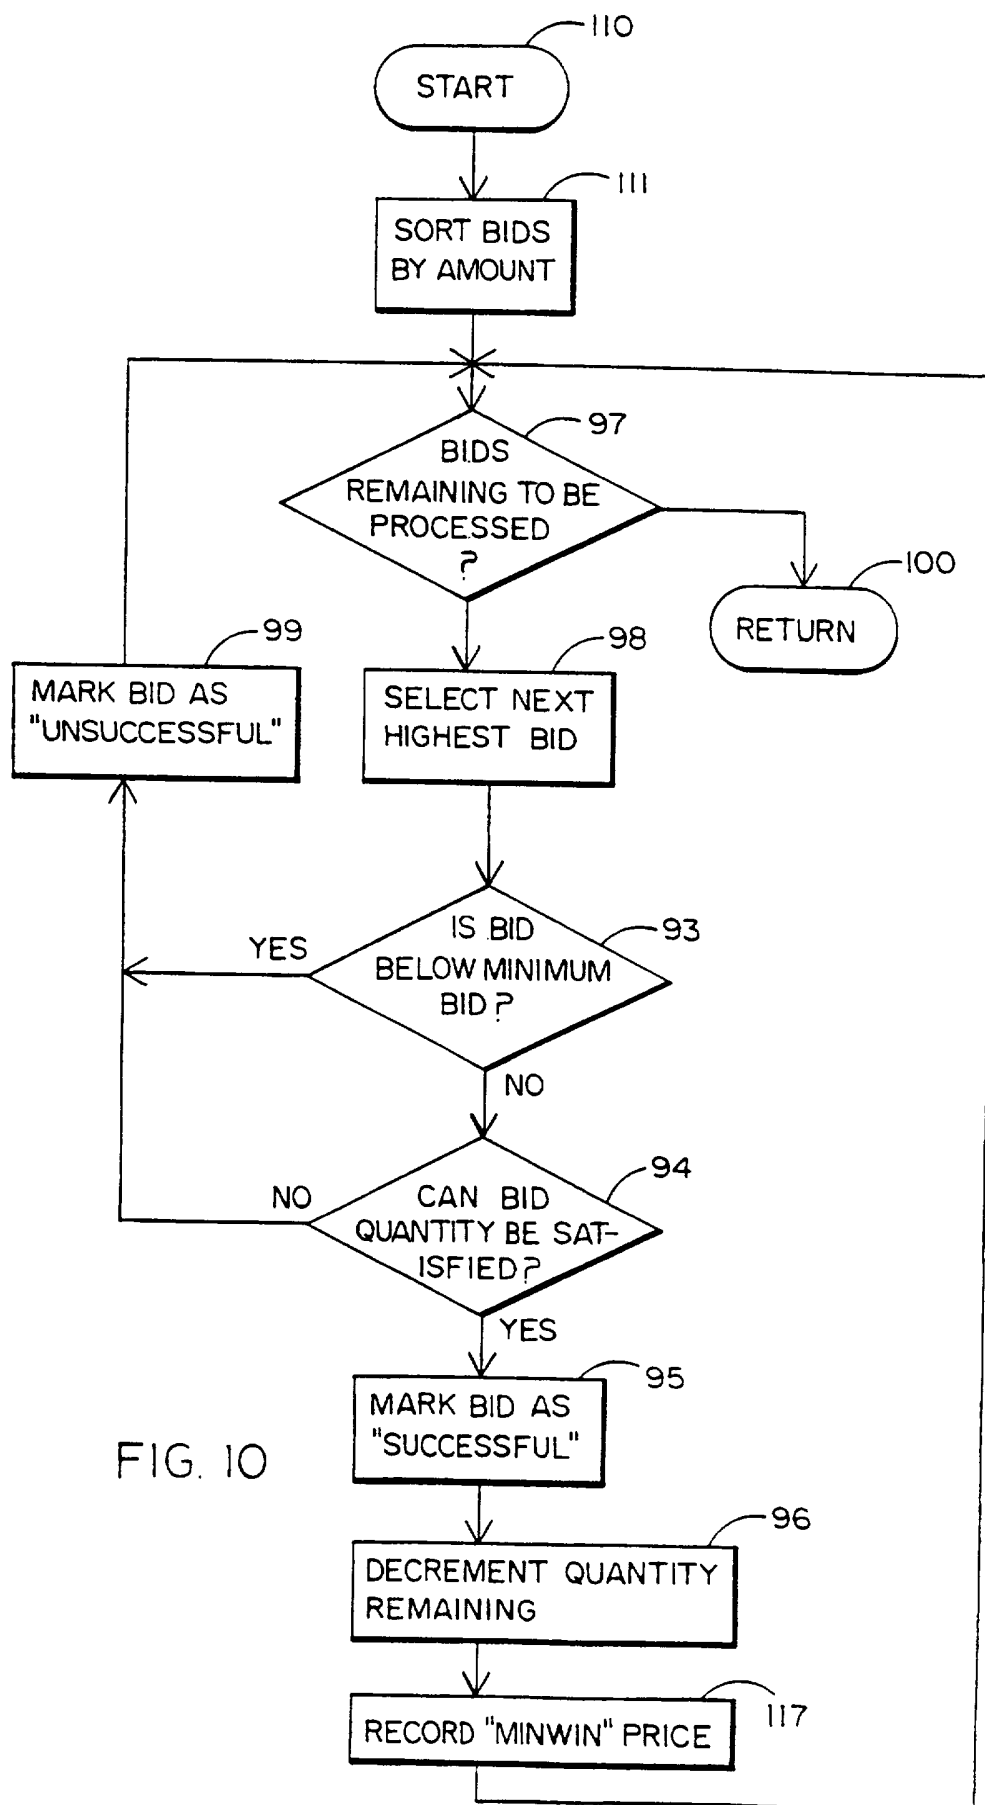 110
START
111
SORT BIDS
BY AMOUNT
97
BIDS
REMAINING TO BE
PROCESSED
?
100
RETURN
99
MARK BID AS
"UNSUCCESSFUL"
98
SELECT NEXT
HIGHEST BID
93
IS BID
BELOW MINIMUM
BID?
YES
NO
94
CAN BID
QUANTITY BE SAT-
ISFIED?
NO
YES
95
MARK BID AS
"SUCCESSFUL"
FIG. 10
96
DECREMENT QUANTITY
REMAINING
117
RECORD "MINWIN" PRICE